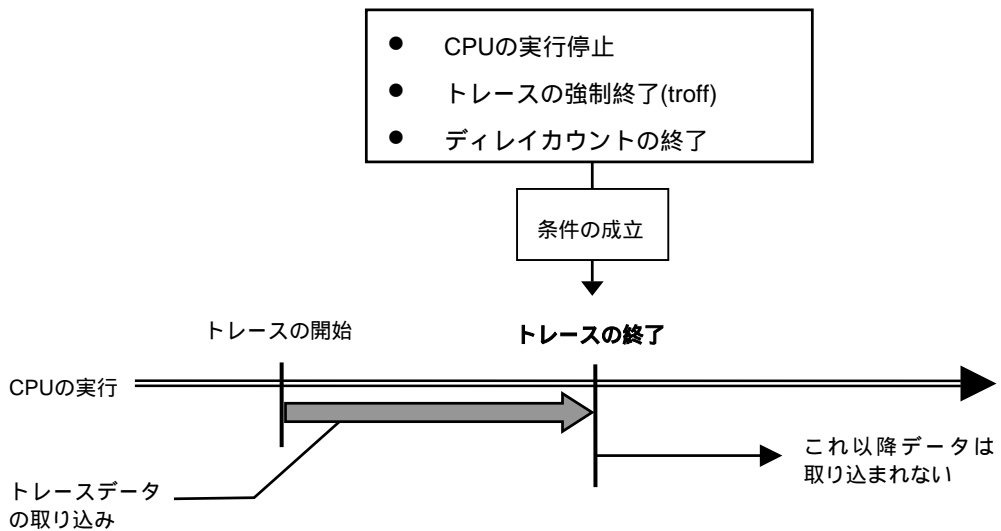 ● CPUの実行停止
● トレースの強制終了(troff)
● ディレイカウントの終了
条件の成立
トレースの開始
トレースの終了
CPUの実行
これ以降データは
取り込まれない
トレースデータ
の取り込み